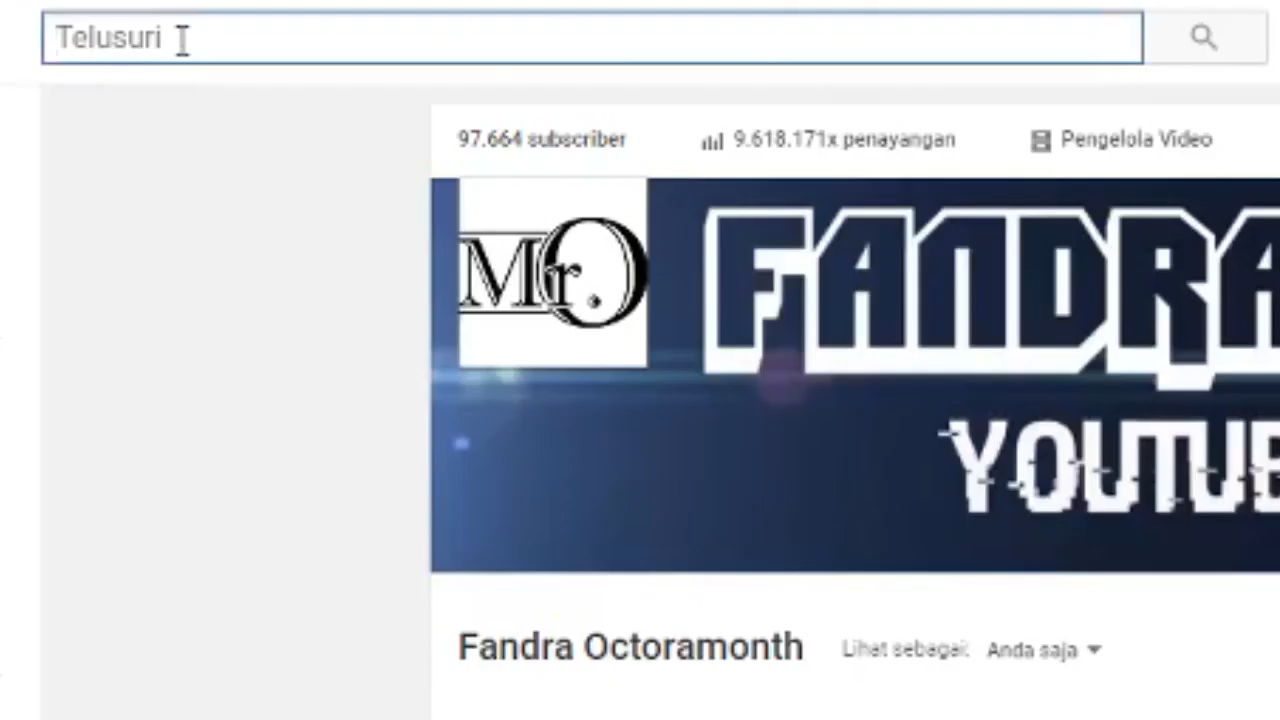 Telusuri
97.664 subscriber
9.618.171x penayangan
Pengelola Video
Mr.O
FANDRA
YOUTUB
Fandra Octoramonth
Lihat sebagai: Anda saja